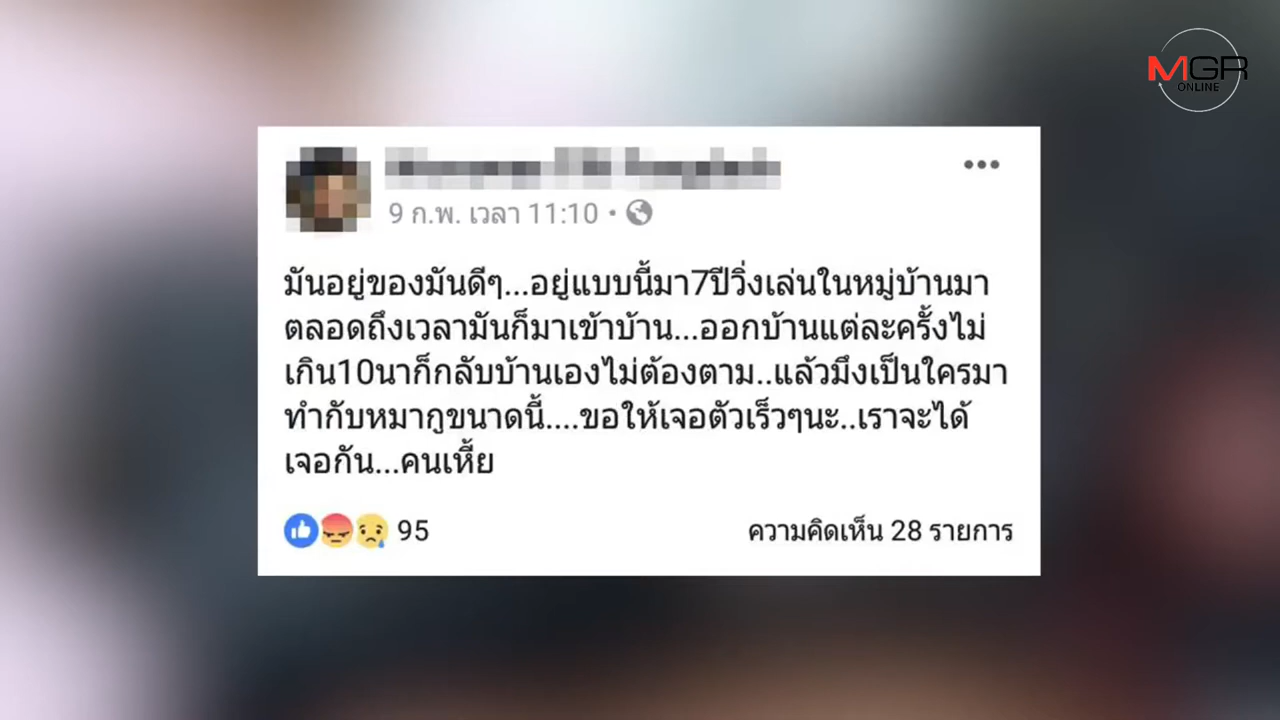 MGR
ONLINE
9 ก.พ. เวลา 11:10 •
มันอยู่ของมันดีๆ...อยู่แบบนี้มา7ปีวิ่งเล่นในหมู่บ้านมา
ตลอดถึงเวลามันก็มาเข้าบ้าน...ออกบ้านแต่ละครั้งไม่
เกิน10นาก็กลับบ้านเองไม่ต้องตาม..แล้วมึงเป็นใครมา
ทำกับหมากูขนาดนี้....ขอให้เจอตัวเร็วๆนะ..เราจะได้
เจอกัน...คนเหี้ย
95
ความคิดเห็น 28 รายการ